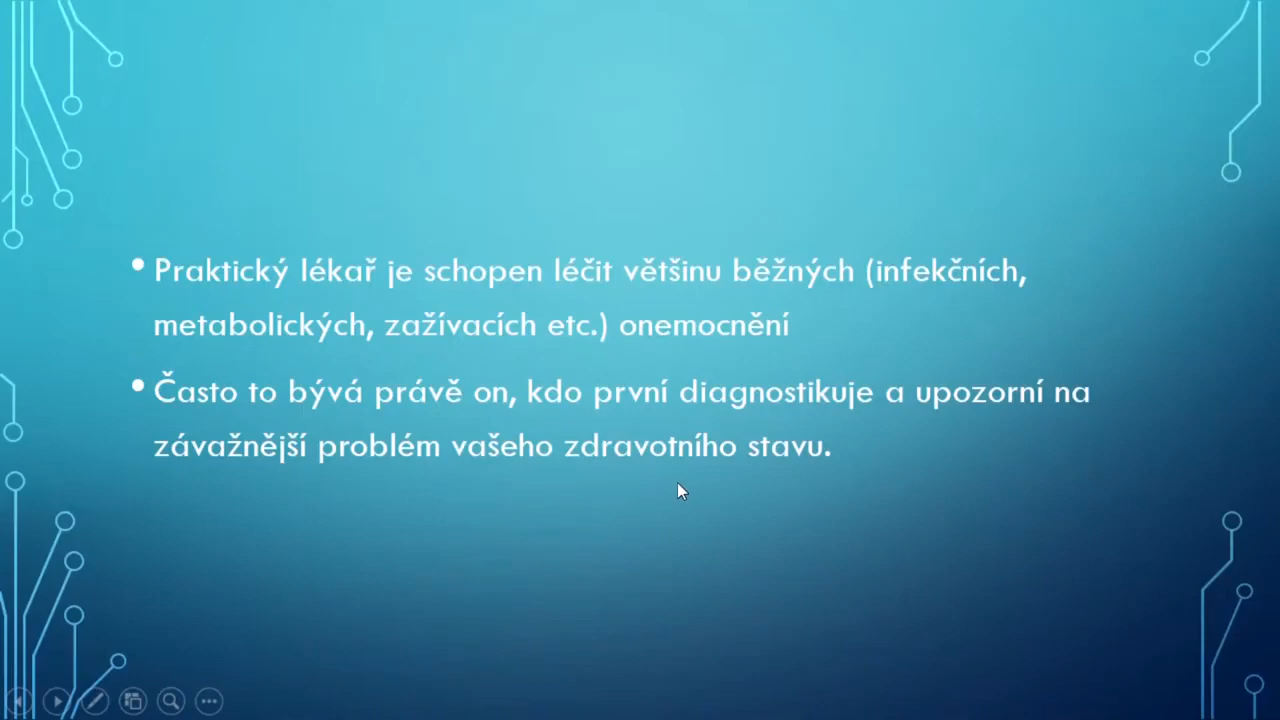 • Praktický lékař je schopen léčit většinu běžných (infekčních,
metabolických, zažívacích etc.) onemocnění
• Často to bývá právě on, kdo první diagnostikuje a upozorní na
závažnější problém vašeho zdravotního stavu.